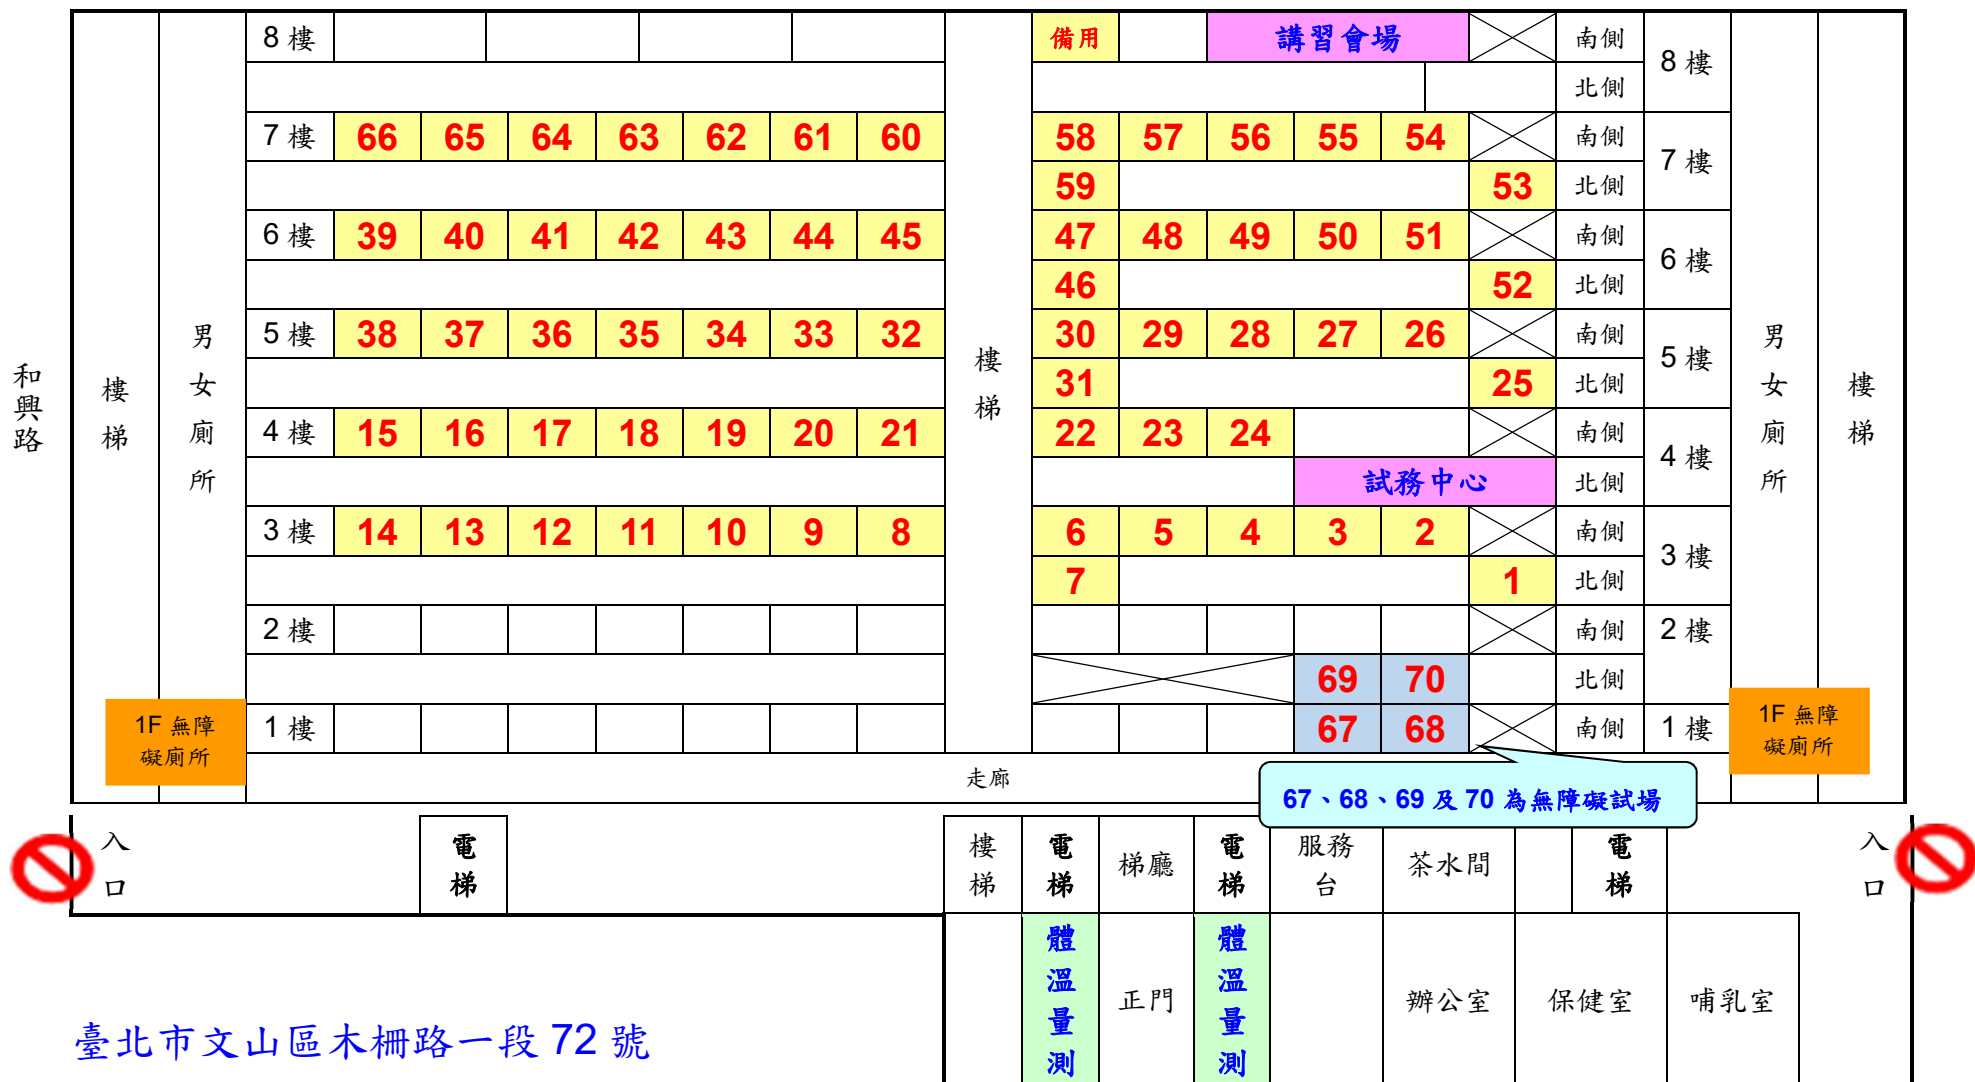 8 樓 備用 講習會場 南側 8 樓
北側
7 樓 66 65 64 63 62 61 60 58 57 56 55 54 南側 7 樓
59 53 北側
6 樓 39 40 41 42 43 44 45 47 48 49 50 51 南側 6 樓
46 52 北側
5 樓 38 37 36 35 34 33 32 30 29 28 27 26 南側 5 樓
31 25 北側
4 樓 15 16 17 18 19 20 21 22 23 24 南側 4 樓
試務中心 北側
3 樓 14 13 12 11 10 9 8 6 5 4 3 2 南側 3 樓
7 1 北側
2 樓 南側 2 樓
69 70 北側
1 樓 67 68 南側 1 樓
和興路
樓梯
男女廁所
樓梯
男女廁所
樓梯
1F 無障
礙廁所
1F 無障
礙廁所
走廊
67、68、69 及 70 為無障礙試場
入口
電梯
樓梯
電梯
梯廳
電梯
服務
台
茶水間
電梯
入口
體溫量測
正門
體溫量測
辦公室
保健室
哺乳室
臺北市文山區木柵路一段 72 號